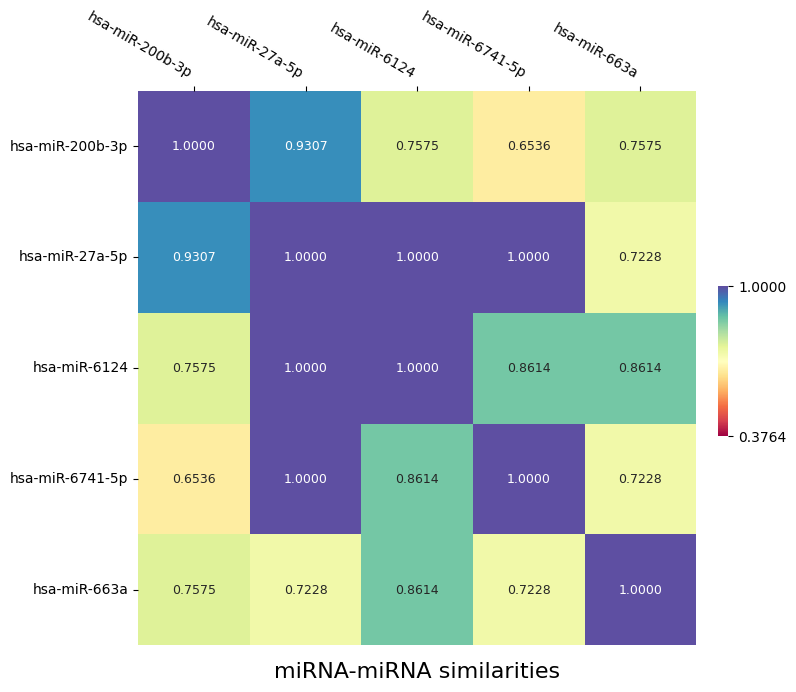 hsa-miR-200b-3p
hsa-miR-27a-5p
hsa-miR-6124
hsa-miR-6741-5p
hsa-miR-663a
hsa-miR-200b-3p 1.0000 0.9307 0.7575 0.6536 0.7575
hsa-miR-27a-5p 0.9307 1.0000 1.0000 1.0000 0.7228
1.0000
hsa-miR-6124 0.7575 1.0000 1.0000 0.8614 0.8614
0.3764
hsa-miR-6741-5p 0.6536 1.0000 0.8614 1.0000 0.7228
hsa-miR-663a 0.7575 0.7228 0.8614 0.7228 1.0000
miRNA-miRNA similarities